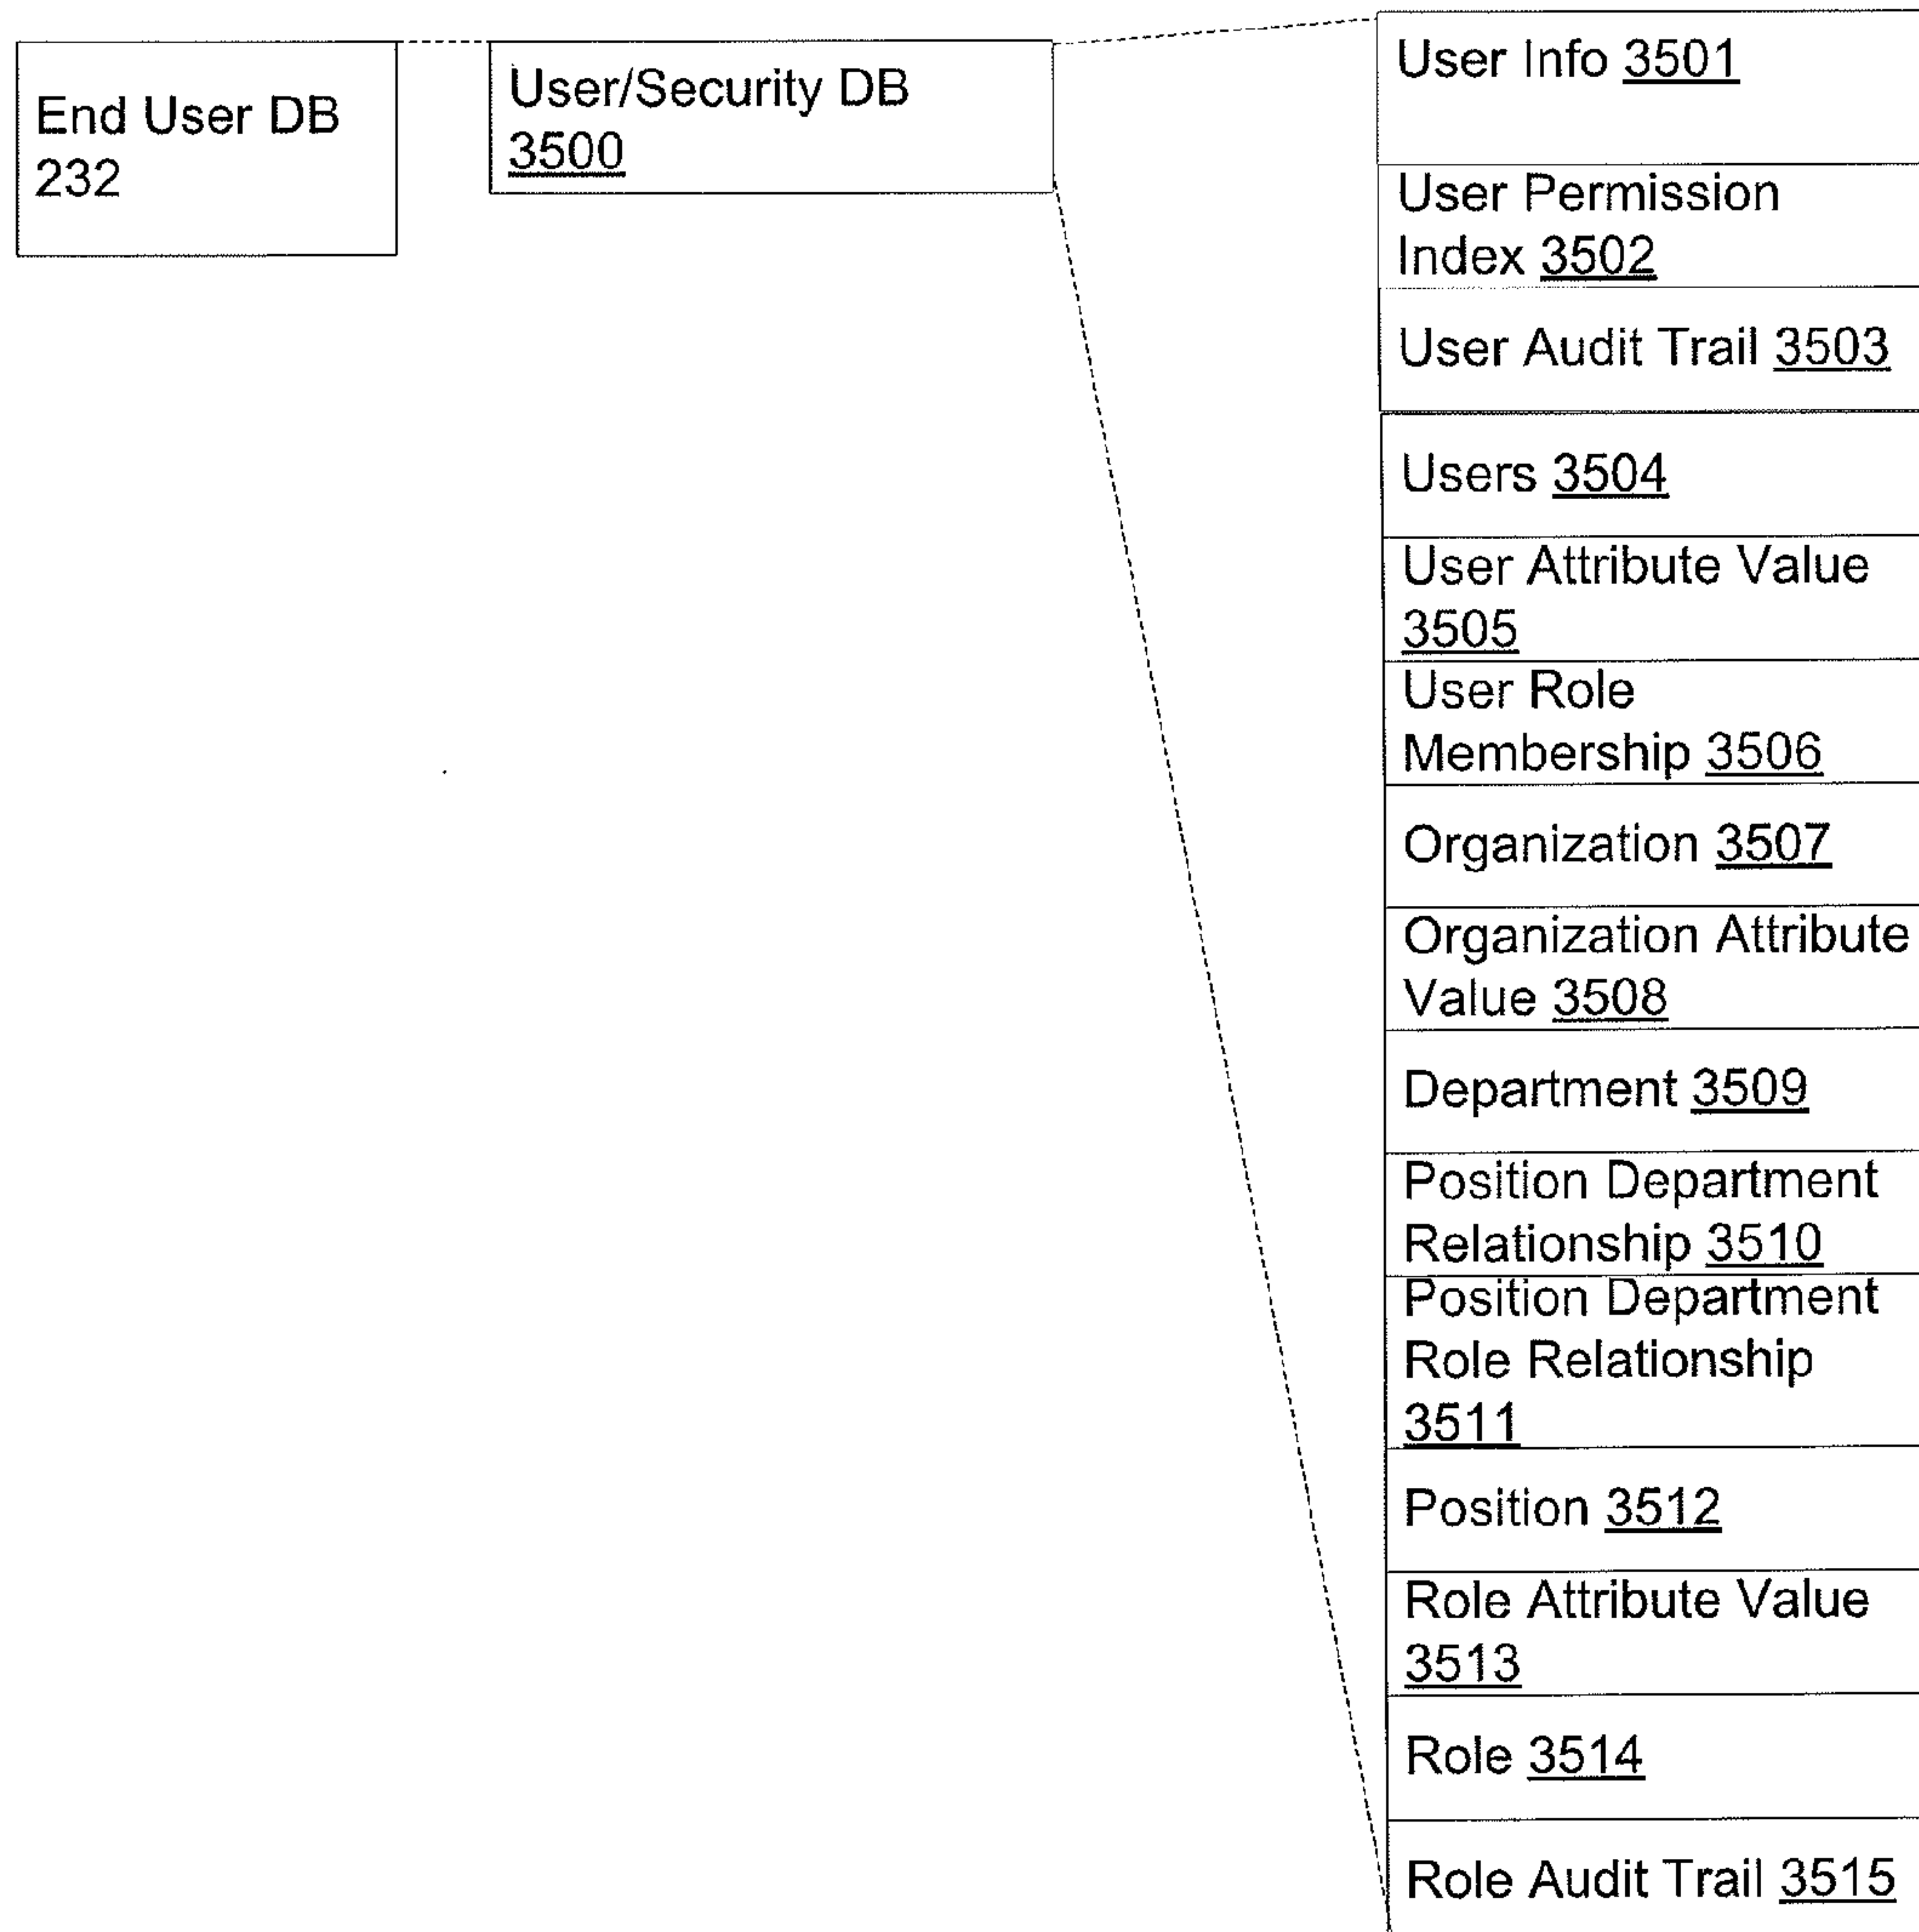 End User DB
232
User/Security DB
3500
User Info 3501
User Permission
Index 3502
User Audit Trail 3503
Users 3504
User Attribute Value
3505
User Role
Membership 3506
Organization 3507
Organization Attribute
Value 3508
Department 3509
Position Department
Relationship 3510
Position Department
Role Relationship
3511
Position 3512
Role Attribute Value
3513
Role 3514
Role Audit Trail 3515